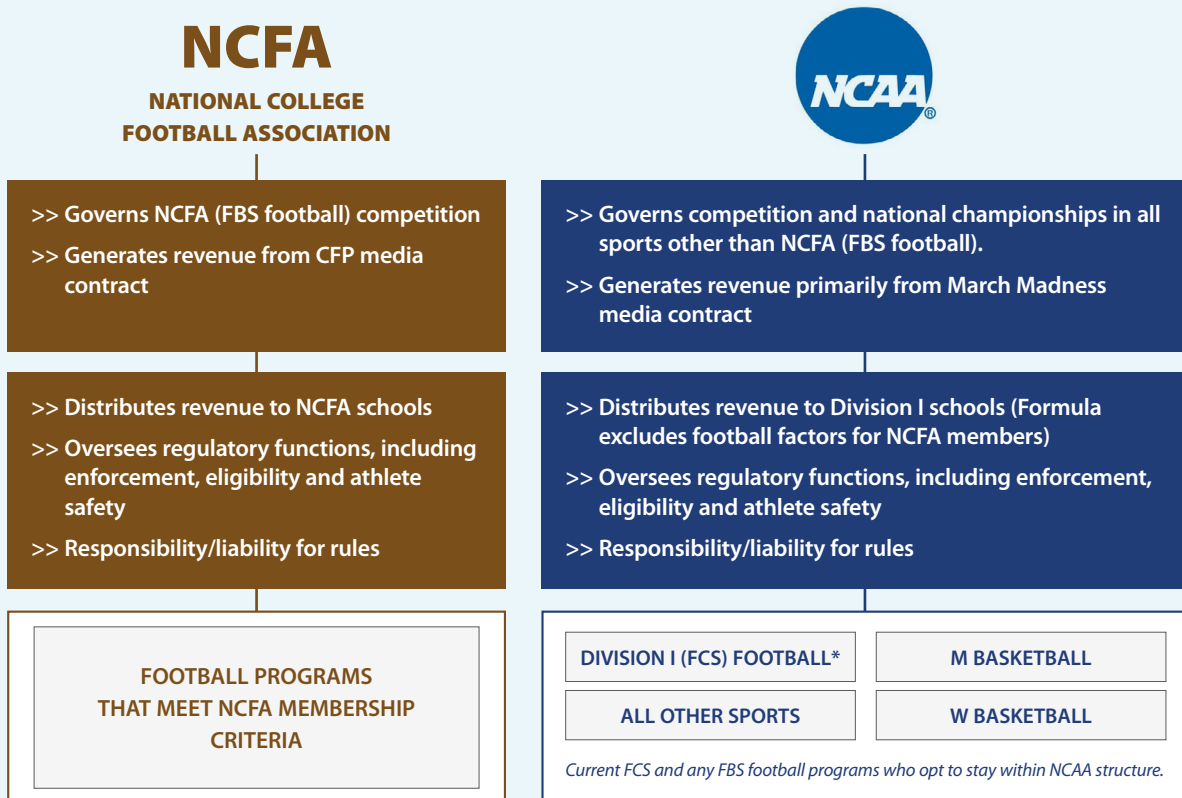 NCFA
NATIONAL COLLEGE
FOOTBALL ASSOCIATION
>> Governs NCFA (FBS football) competition
>> Generates revenue from CFP media
contract
>> Distributes revenue to NCFA schools
>> Oversees regulatory functions, including
enforcement, eligibility and athlete
safety
>> Responsibility/liability for rules
FOOTBALL PROGRAMS
THAT MEET NCFA MEMBERSHIP
CRITERIA
NCAA®
>> Governs competition and national championships in all
sports other than NCFA (FBS football).
>> Generates revenue primarily from March Madness
media contract
>> Distributes revenue to Division I schools (Formula
excludes football factors for NCFA members)
>> Oversees regulatory functions, including enforcement,
eligibility and athlete safety
>> Responsibility/liability for rules
DIVISION I (FCS) FOOTBALL*
M BASKETBALL
ALL OTHER SPORTS
W BASKETBALL
Current FCS and any FBS football programs who opt to stay within NCAA structure.